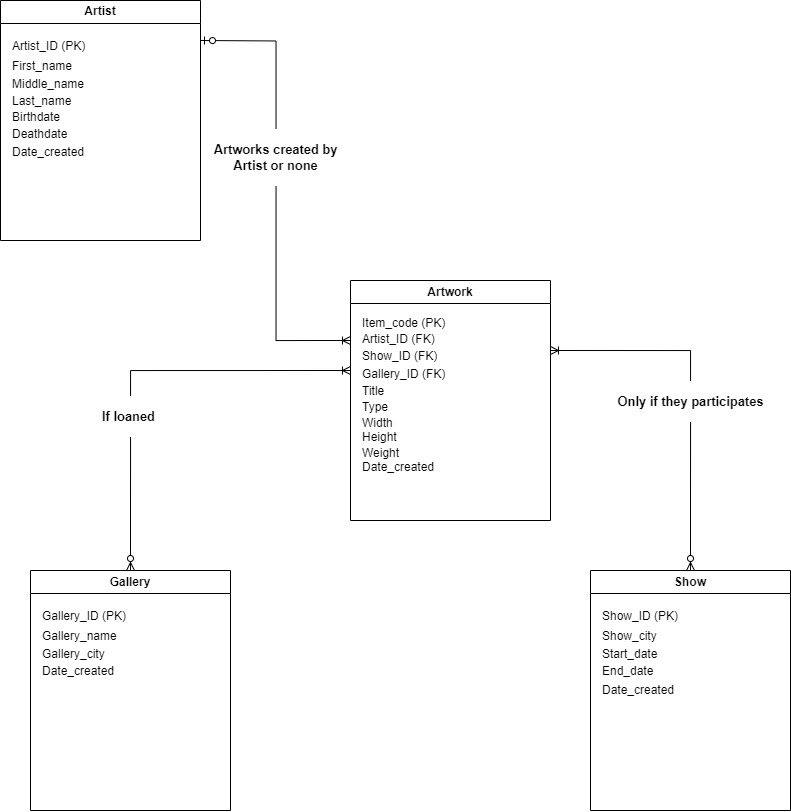 Artist
Artist_ID (PK)
First_name
Middle_name
Last_name
Birthdate
Deathdate
Date_created
Artworks created by
Artist or none
Artwork
Item_code (PK)
Artist_ID (FK)
Show_ID (FK)
Gallery_ID (FK)
Title
Type
Width
Height
Weight
Date_created
If loaned
Only if they participates
Gallery
Gallery_ID (PK)
Gallery_name
Gallery_city
Date_created
Show
Show_ID (PK)
Show_city
Start_date
End_date
Date_created